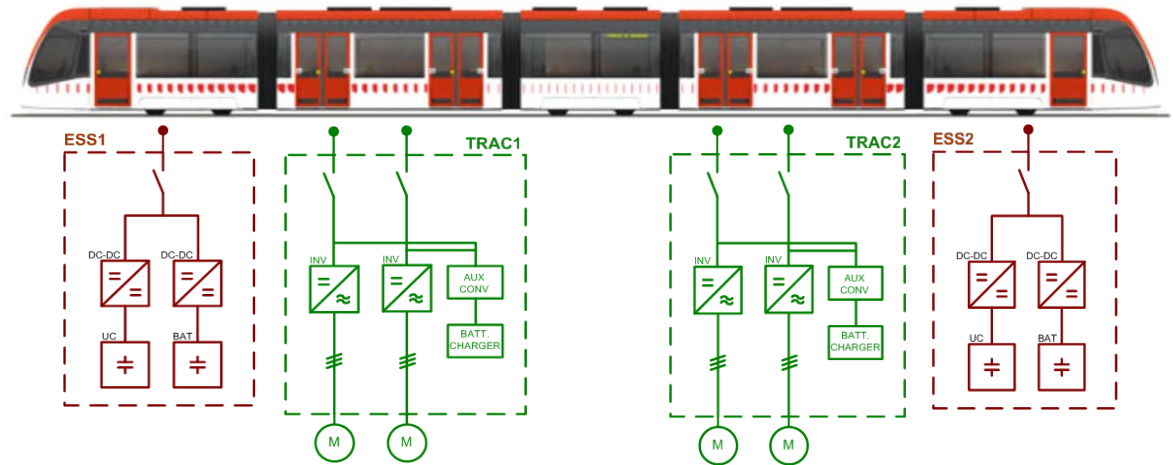 ESS1
TRAC1
TRAC2
ESS2
DC-DC
DC-DC
INV
INV
AUX
CONV
BATT.
CHARGER
INV
INV
AUX
CONV
BATT.
CHARGER
DC-DC
DC-DC
UC
BAT
UC
BAT
M
M
M
M